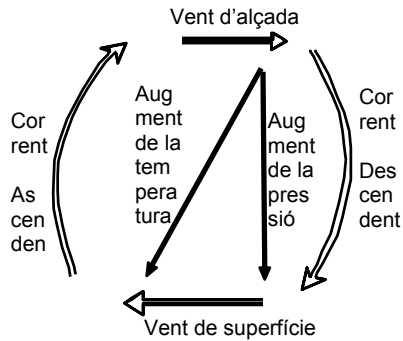 Vent d'alçada
Cor
rent
As
cen
den
Aug
ment
de la
tem
pera
tura
Aug
ment
de la
pres
sió
Cor
rent
Des
cen
dent
Vent de superfície